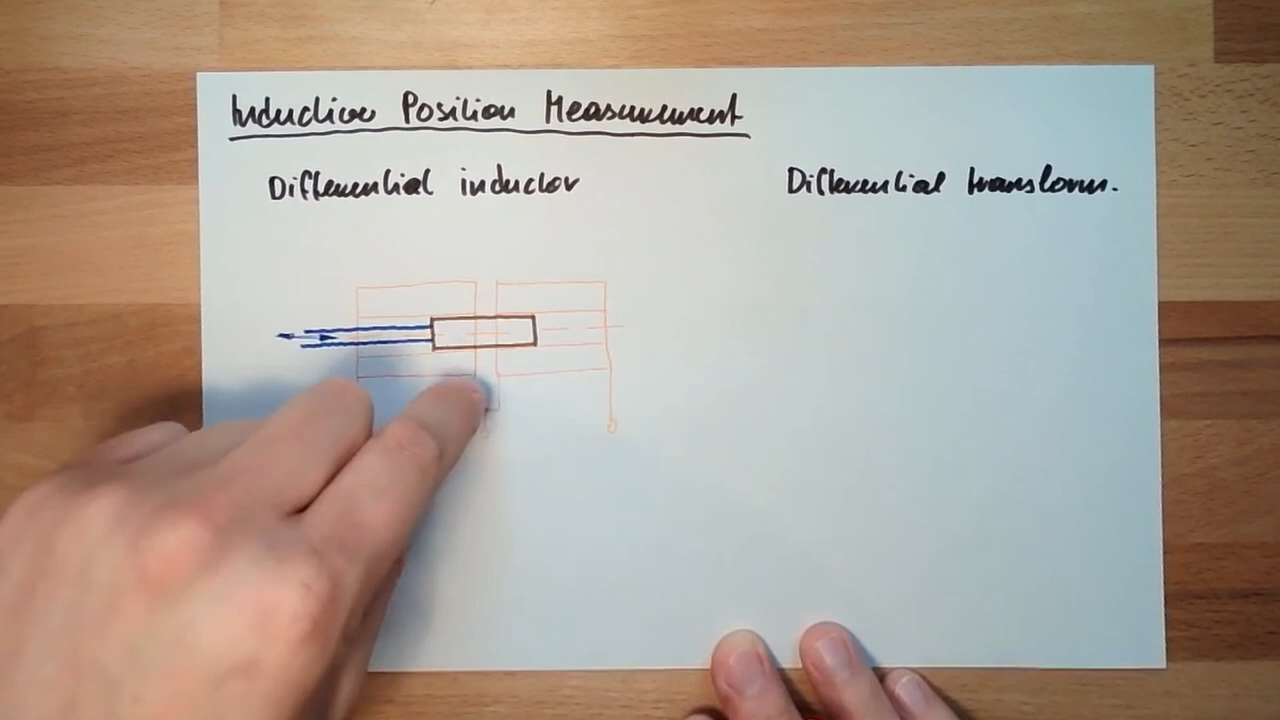 Inductive Position Measurement
Differential inductor
Differential transform.